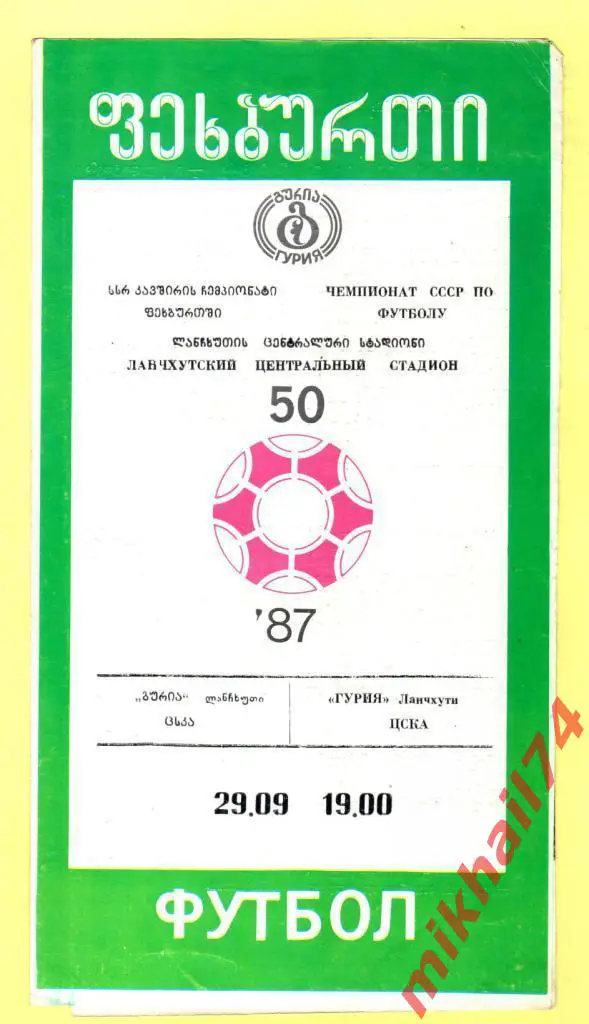 ფეხბურთი
გურია
ГУРИЯ
სსრ კავშირის ჩემპიონატი
ფეხბურთში
ЧЕМПИОНАТ СССР ПО
ФУТБОЛУ
ლანჩხუთის ცენტრალური სტადიონი
ЛАНЧХУТСКИЙ ЦЕНТРАЛЬНЫЙ СТАДИОН
50
'87
„გურია“ ლანჩხუთი
ცსკა
«ГУРИЯ» Ланчхути
ЦСКА
29.09 19.00
ФУТБОЛ
mikhail74